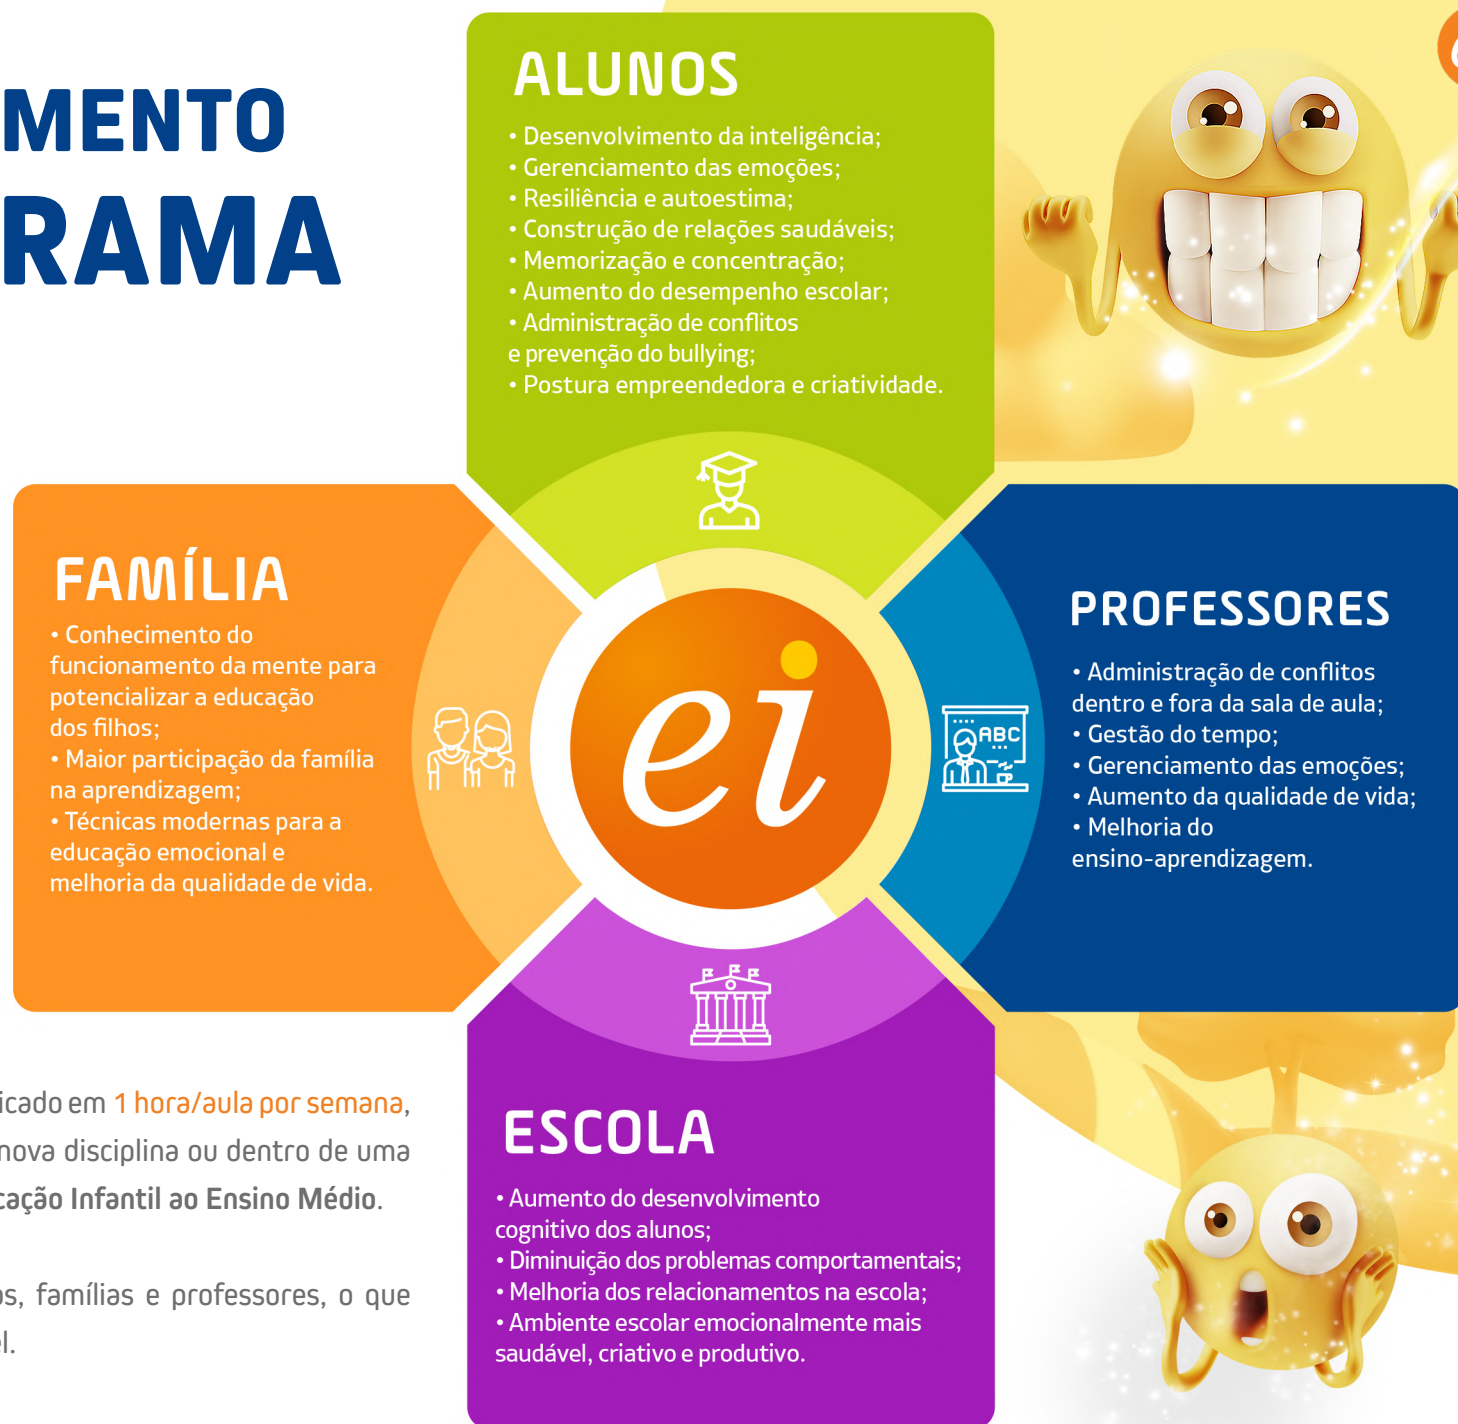 MENTO
RAMA
ALUNOS
• Desenvolvimento da inteligência;
• Gerenciamento das emoções;
• Resiliência e autoestima;
• Construção de relações saudáveis;
• Memorização e concentração;
• Aumento do desempenho escolar;
• Administração de conflitos
e prevenção do bullying;
• Postura empreendedora e criatividade.
FAMÍLIA
• Conhecimento do
funcionamento da mente para
potencializar a educação
dos filhos;
• Maior participação da família
na aprendizagem;
• Técnicas modernas para a
educação emocional e
melhoria da qualidade de vida.
ei
ABC
PROFESSORES
• Administração de conflitos
dentro e fora da sala de aula;
• Gestão do tempo;
• Gerenciamento das emoções;
• Aumento da qualidade de vida;
• Melhoria do
ensino-aprendizagem.
icado em 1 hora/aula por semana,
nova disciplina ou dentro de uma
cação Infantil ao Ensino Médio.
os, famílias e professores, o que
el.
ESCOLA
• Aumento do desenvolvimento
cognitivo dos alunos;
• Diminuição dos problemas comportamentais;
• Melhoria dos relacionamentos na escola;
• Ambiente escolar emocionalmente mais
saudável, criativo e produtivo.